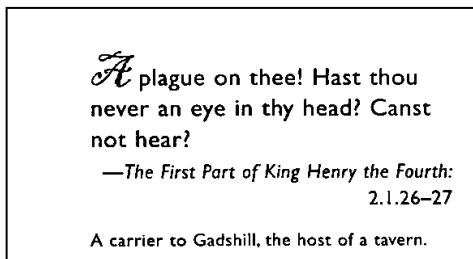 A plague on thee! Hast thou
never an eye in thy head? Canst
not hear?
—The First Part of King Henry the Fourth:
2.1.26–27
A carrier to Gadshill, the host of a tavern.